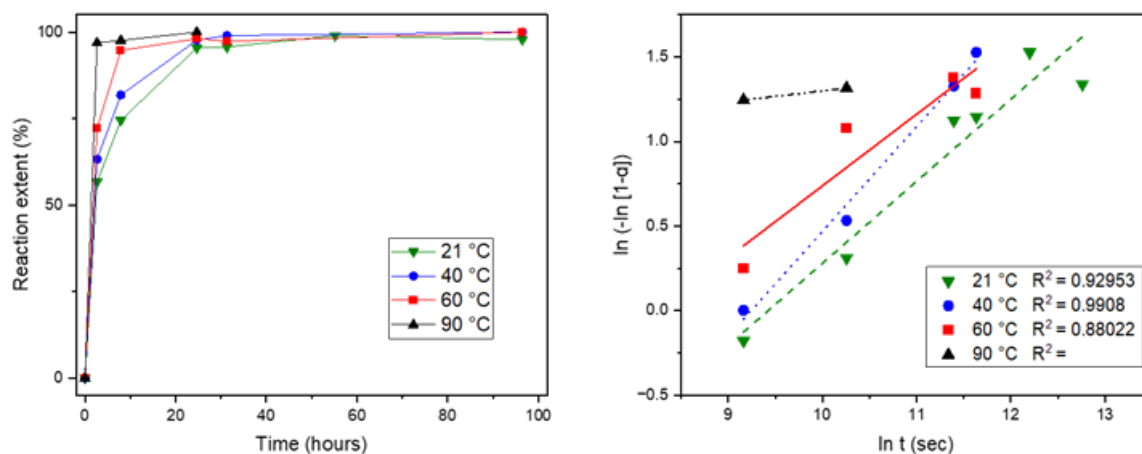 100
50
0
Reaction extent (%)
21 °C
40 °C
60 °C
90 °C
0 20 40 60 80 100
Time (hours)
1.5
1.0
0.5
0.0
−0.5
ln (-ln [1-α])
21 °C R² = 0.92953
40 °C R² = 0.9908
60 °C R² = 0.88022
90 °C R² =
9 10 11 12 13
ln t (sec)